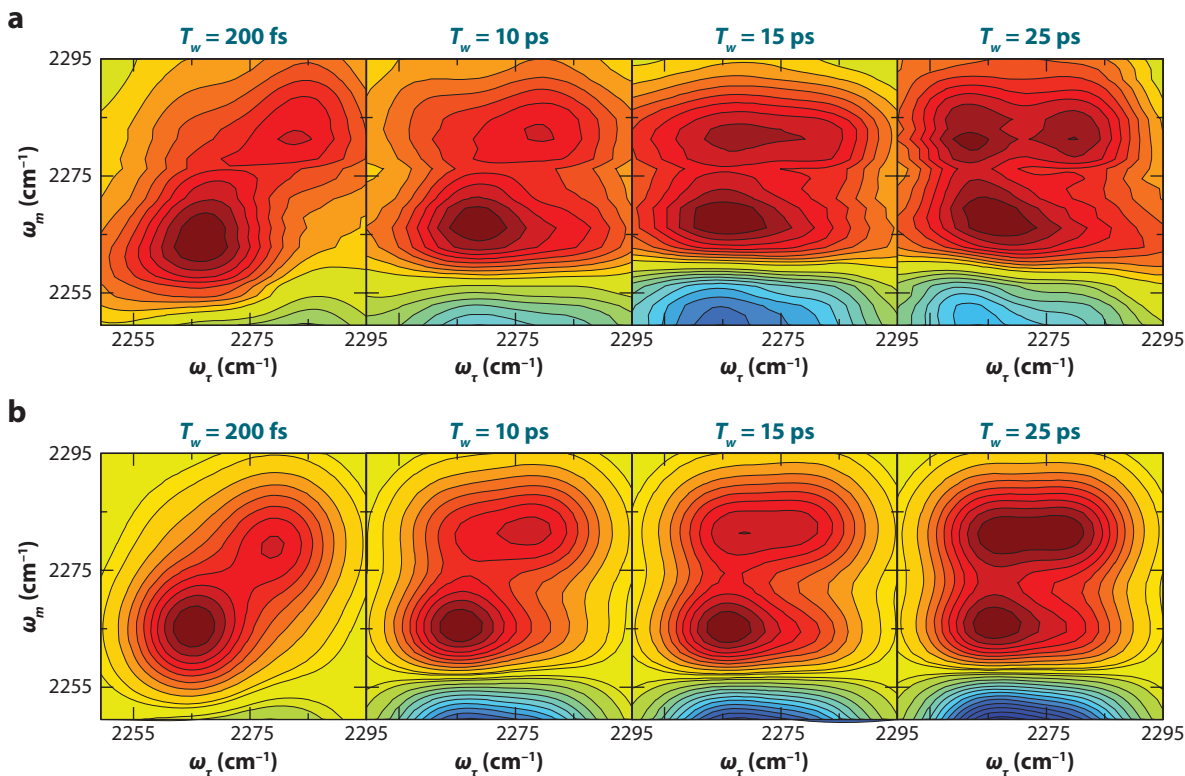 a
T_w = 200 fs T_w = 10 ps T_w = 15 ps T_w = 25 ps
2295
2275
2255
ω_m (cm⁻¹)
2255 2275 2295 2275 2295 2275 2295 2275 2295
ω_τ (cm⁻¹) ω_τ (cm⁻¹) ω_τ (cm⁻¹) ω_τ (cm⁻¹)
b
T_w = 200 fs T_w = 10 ps T_w = 15 ps T_w = 25 ps
2295
2275
2255
ω_m (cm⁻¹)
2255 2275 2295 2275 2295 2275 2295 2275 2295
ω_τ (cm⁻¹) ω_τ (cm⁻¹) ω_τ (cm⁻¹) ω_τ (cm⁻¹)